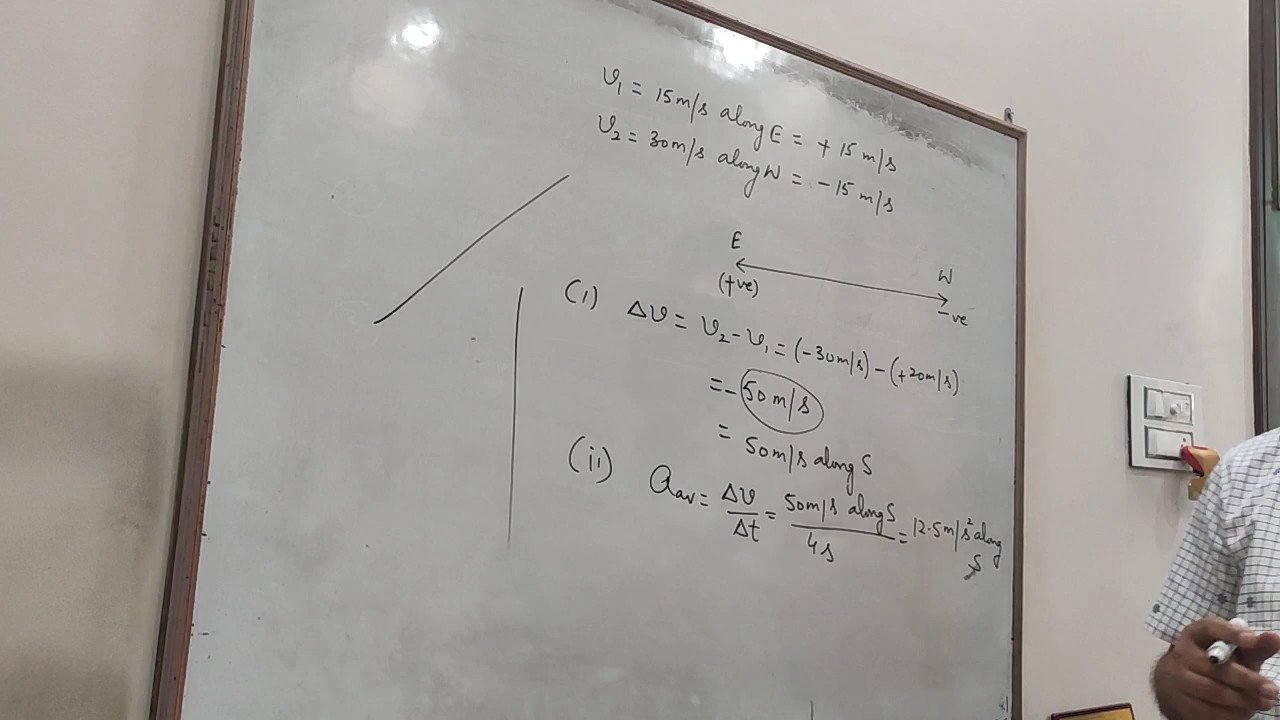 v₁ = 15 m/s along E = + 15 m/s
v₂ = 30 m/s along W = - 15 m/s
E W
(+ve) -ve
(i) Δv = v₂ - v₁ = (-30 m/s) - (+20 m/s)
= - 50 m/s
= 50 m/s along S
(ii) aav = Δv/Δt = 50 m/s along S / 4 s = 12.5 m/s² along
S